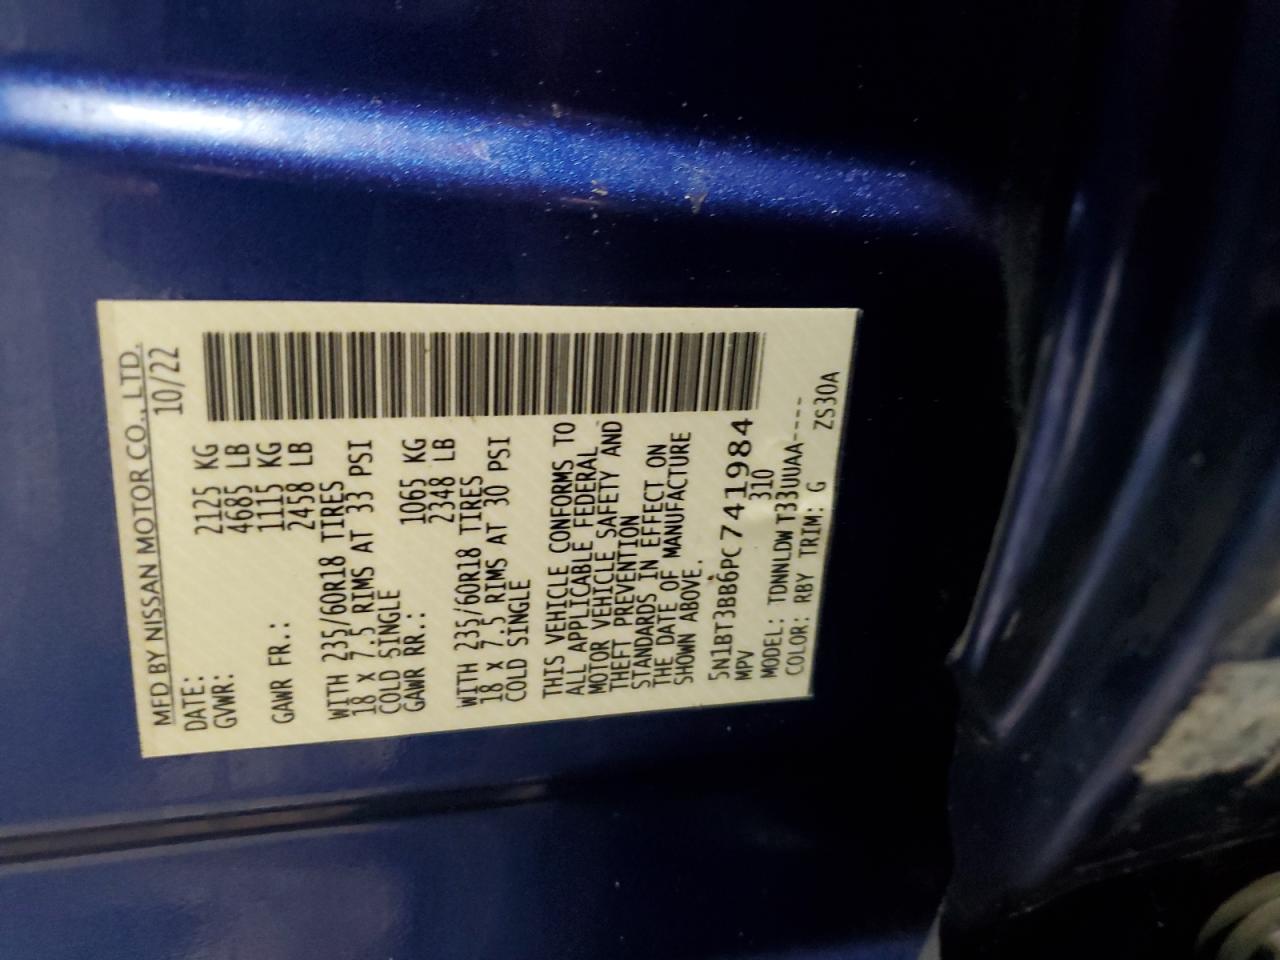 MFD BY NISSAN MOTOR CO., LTD.
DATE: 10/22
GVWR: 2125 KG
4685 LB
GAWR FR.: 1115 KG
2458 LB
WITH 235/60R18 TIRES
18 X 7.5 RIMS AT 33 PSI
COLD SINGLE
GAWR RR.: 1065 KG
2348 LB
WITH 235/60R18 TIRES
18 X 7.5 RIMS AT 30 PSI
COLD SINGLE
THIS VEHICLE CONFORMS TO
ALL APPLICABLE FEDERAL
MOTOR VEHICLE SAFETY AND
THEFT PREVENTION
STANDARDS IN EFFECT ON
THE DATE OF MANUFACTURE
SHOWN ABOVE.
5N1BT3BB6PC741984
MPV 310
MODEL: TDNNLDWT33UUAA----
COLOR: RBY TRIM: G ZS30A